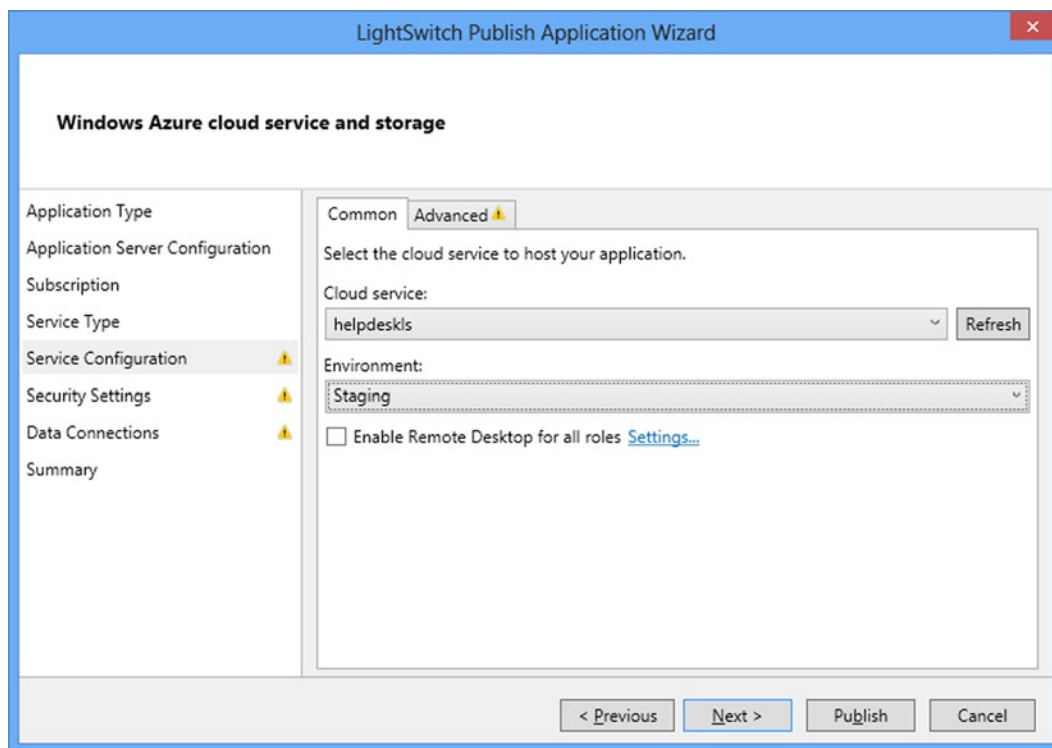 LightSwitch Publish Application Wizard
Windows Azure cloud service and storage
Application Type
Application Server Configuration
Subscription
Service Type
Service Configuration
Security Settings
Data Connections
Summary
Common Advanced
Select the cloud service to host your application.
Cloud service:
helpdeskls Refresh
Environment:
Staging
Enable Remote Desktop for all roles Settings...
< Previous Next > Publish Cancel